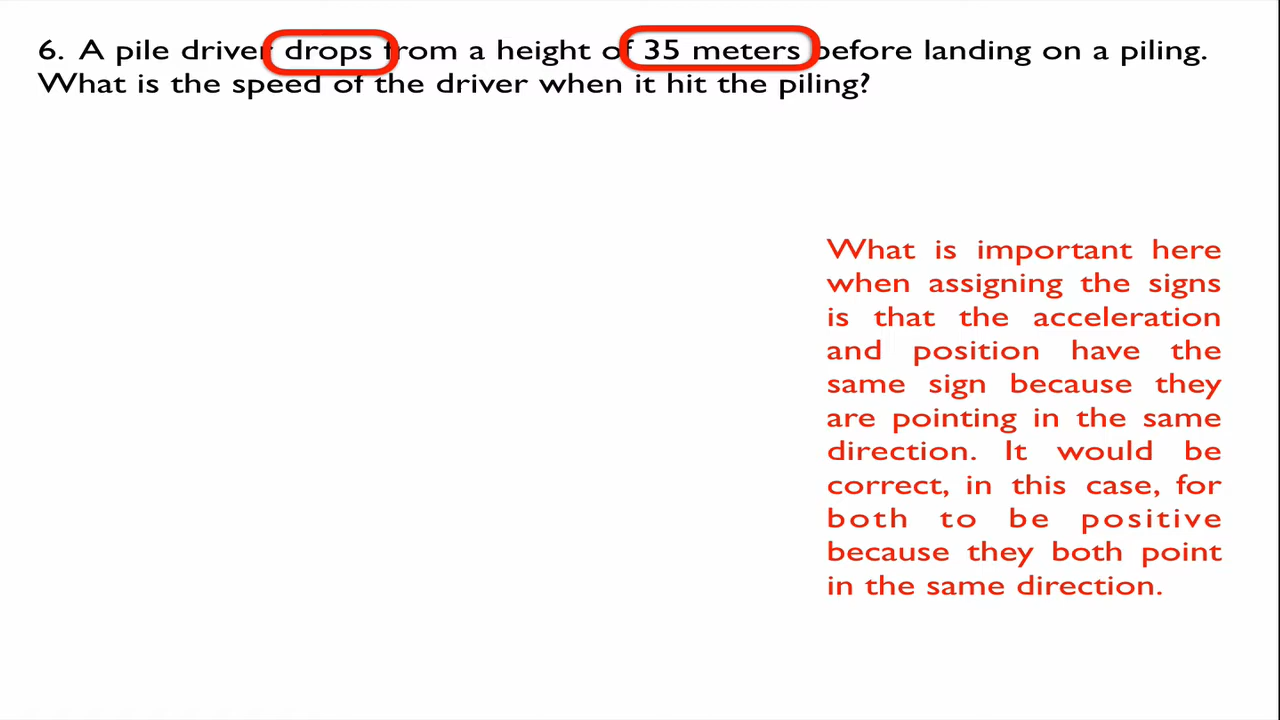 6. A pile driver drops from a height of 35 meters before landing on a piling.
What is the speed of the driver when it hit the piling?
What is important here
when assigning the signs
is that the acceleration
and position have the
same sign because they
are pointing in the same
direction. It would be
correct, in this case, for
both to be positive
because they both point
in the same direction.